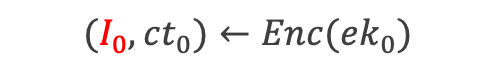 (I₀, ct₀) ← Enc(ek₀)